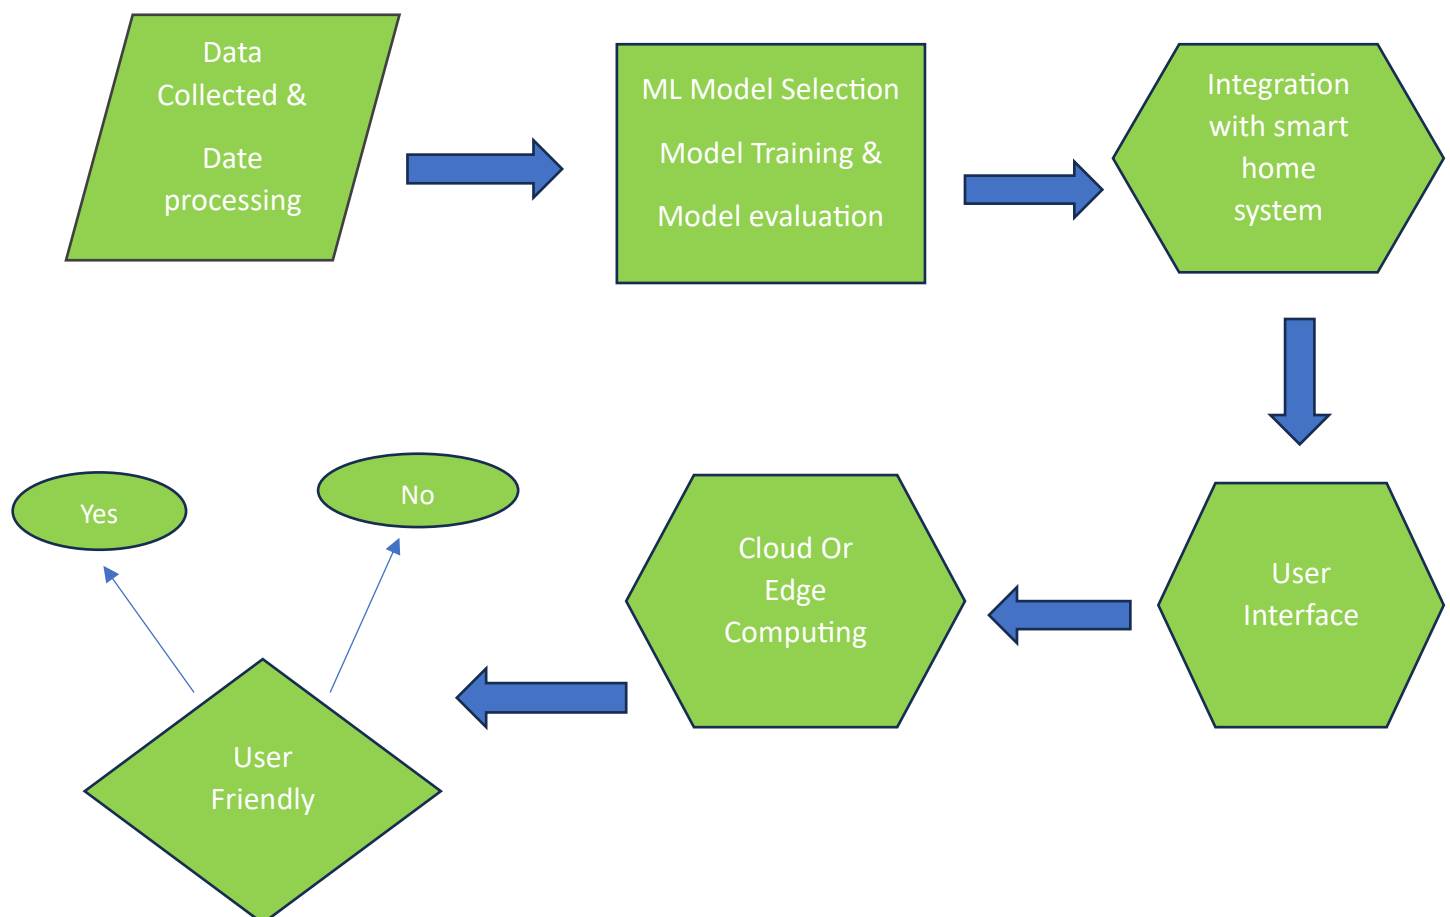 Data
Collected &
Date
processing
ML Model Selection
Model Training &
Model evaluation
Integration
with smart
home
system
User
Interface
Cloud Or
Edge
Computing
User
Friendly
Yes
No